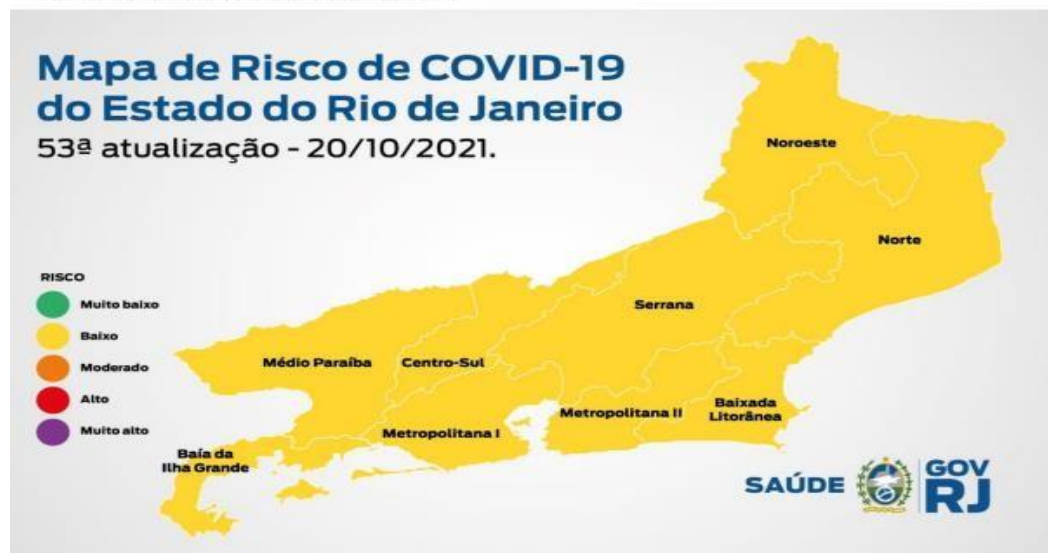 Mapa de Risco de COVID-19
do Estado do Rio de Janeiro
53ª atualização - 20/10/2021.
Noroeste
Norte
RISCO
Muito baixo
Baixo
Moderado
Alto
Muito alto
Serrana
Médio Paraíba
Centro-Sul
Baixada
Litorânea
Metropolitana II
Metropolitana I
Baía da
Ilha Grande
SAÚDE
GOV
RJ